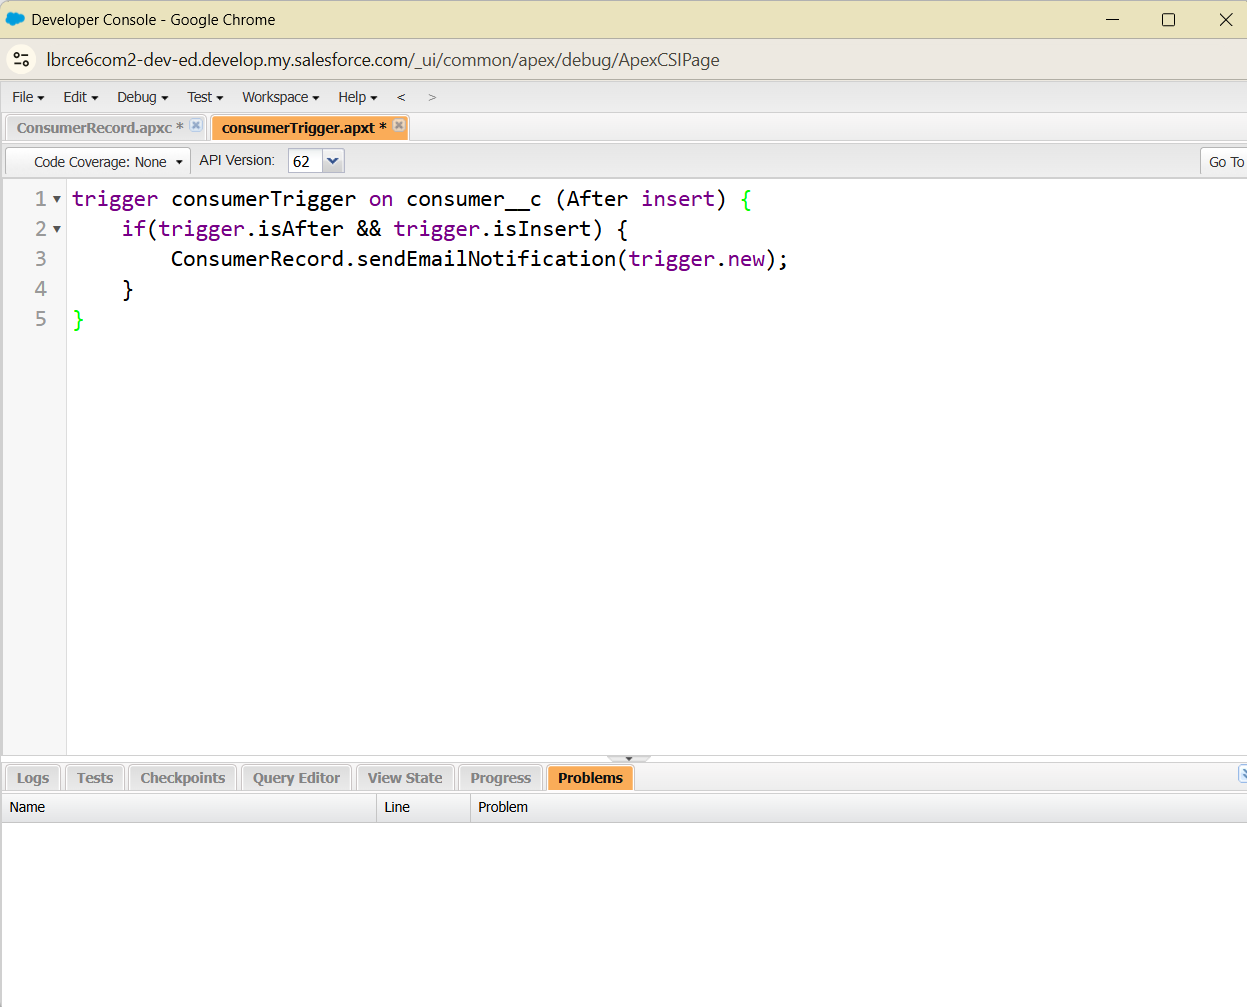 Developer Console - Google Chrome
lbrce6com2-dev-ed.develop.my.salesforce.com/_ui/common/apex/debug/ApexCSIPage
File Edit Debug Test Workspace Help < >
ConsumerRecord.apxc * consumerTrigger.apxt *
Code Coverage: None API Version: 62 Go To
1 trigger consumerTrigger on consumer__c (After insert) {
2 if(trigger.isAfter && trigger.isInsert) {
3 ConsumerRecord.sendEmailNotification(trigger.new);
4 }
5 }
Logs Tests Checkpoints Query Editor View State Progress Problems
Name Line Problem